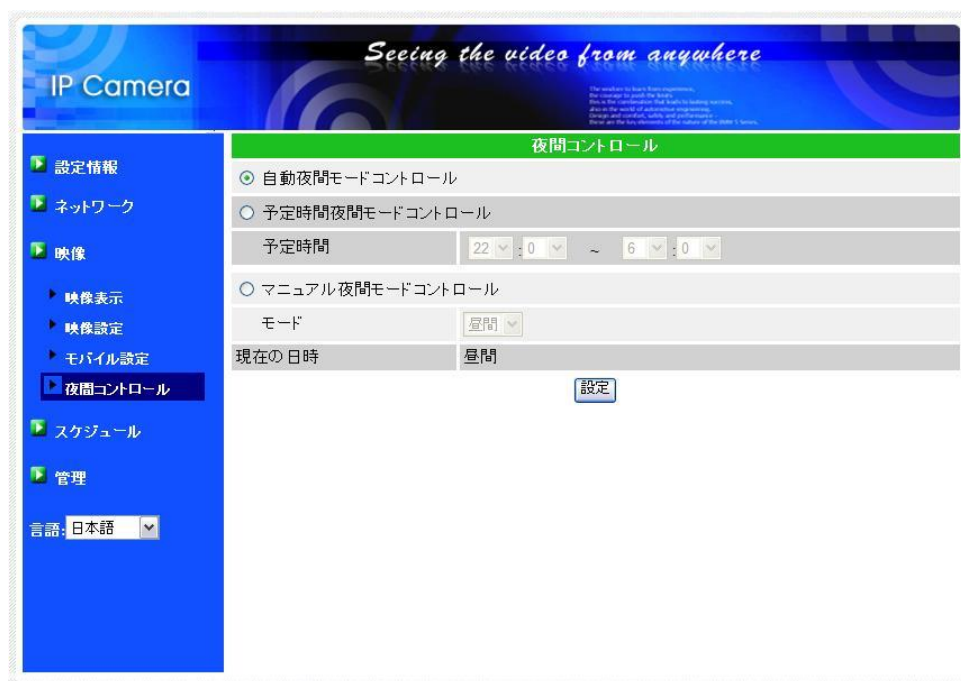 Seeing the video from anywhere
IP Camera
設定情報
ネットワーク
映像
映像表示
映像設定
モバイル設定
夜間コントロール
スケジュール
管理
言語: 日本語
夜間コントロール
自動夜間モードコントロール
予定時間夜間モードコントロール
予定時間 22 : 0 ~ 6 : 0
マニュアル夜間モードコントロール
モード 昼間
現在の日時 昼間
設定